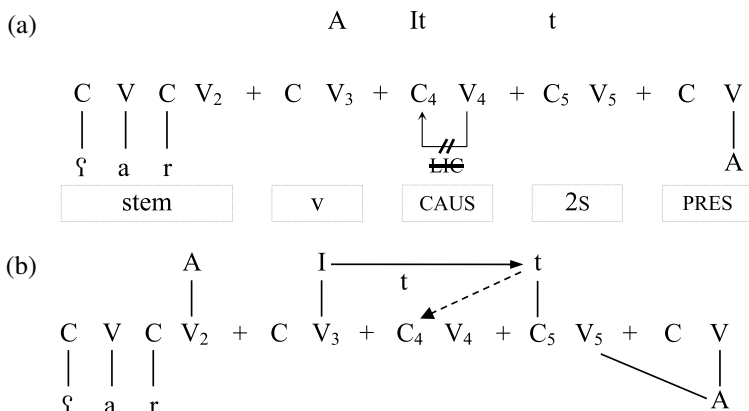 (a) A It t
C V C V₂ + C V₃ + C₄ V₄ + C₅ V₅ + C V
ʕ a r LIC A
stem v CAUS 2S PRES
(b) A I t
t
C V C V₂ + C V₃ + C₄ V₄ + C₅ V₅ + C V
ʕ a r A